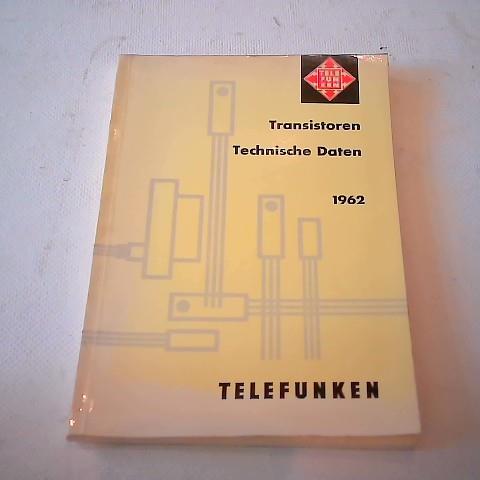 TELE
FUN
KEN
Transistoren
Technische Daten
1962
TELEFUNKEN